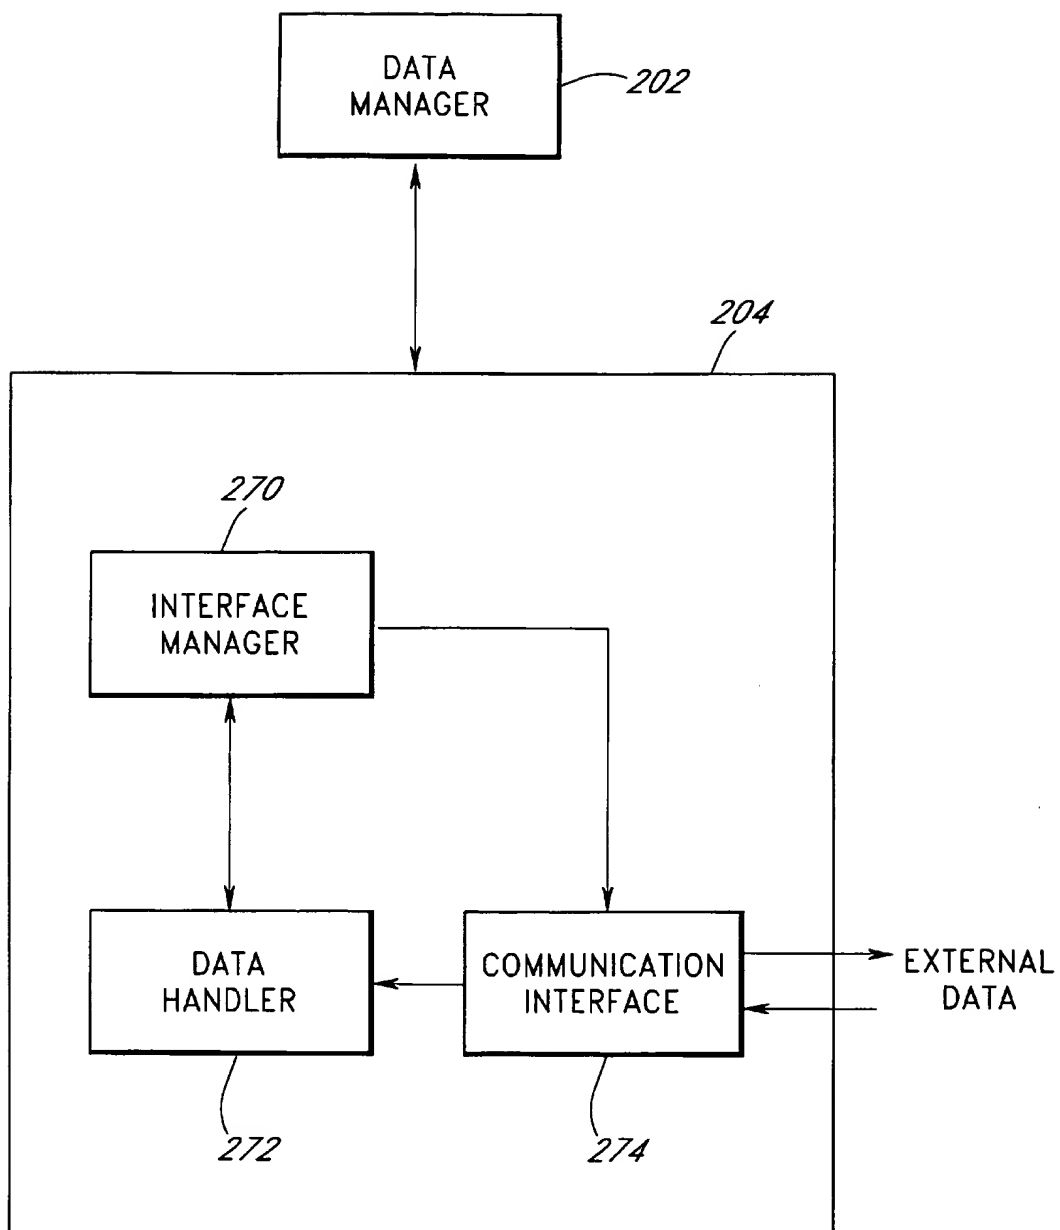 DATA
MANAGER
202
204
270
INTERFACE
MANAGER
DATA
HANDLER
COMMUNICATION
INTERFACE
EXTERNAL
DATA
272
274